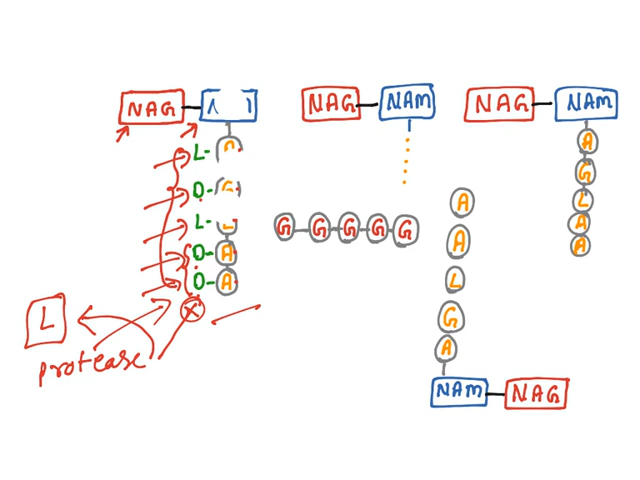 NAG NAG NAM NAG NAM
L- A
D- G A G
L- L G G G G G A L
D- A A A
D- A L A
L X G
protease A
NAM NAG